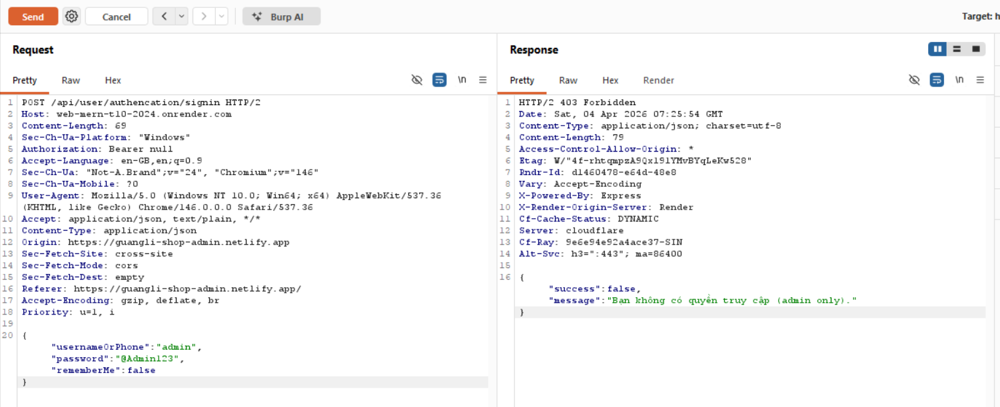 Send
Cancel
Burp AI
Target: h
Request
Pretty
Raw
Hex
\n
1 POST /api/user/authencation/signin HTTP/2
2 Host: web-mern-t10-2024.onrender.com
3 Content-Length: 69
4 Sec-Ch-Ua-Platform: "Windows"
5 Authorization: Bearer null
6 Accept-Language: en-GB,en;q=0.9
7 Sec-Ch-Ua: "Not-A.Brand";v="24", "Chromium";v="146"
8 Sec-Ch-Ua-Mobile: ?0
9 User-Agent: Mozilla/5.0 (Windows NT 10.0; Win64; x64) AppleWebKit/537.36
(KHTML, like Gecko) Chrome/146.0.0.0 Safari/537.36
10 Accept: application/json, text/plain, */*
11 Content-Type: application/json
12 Origin: https://guangli-shop-admin.netlify.app
13 Sec-Fetch-Site: cross-site
14 Sec-Fetch-Mode: cors
15 Sec-Fetch-Dest: empty
16 Referer: https://guangli-shop-admin.netlify.app/
17 Accept-Encoding: gzip, deflate, br
18 Priority: u=1, i
19
20 {
"usernameOrPhone":"admin",
"password":"@Admin123",
"rememberMe":false
}
Response
Pretty
Raw
Hex
Render
\n
1 HTTP/2 403 Forbidden
2 Date: Sat, 04 Apr 2026 07:25:54 GMT
3 Content-Type: application/json; charset=utf-8
4 Content-Length: 79
5 Access-Control-Allow-Origin: *
6 Etag: W/"4f-rhtqmpzA9Qxl91YMvBYqLeKw528"
7 Rndr-Id: d1460478-e64d-48e8
8 Vary: Accept-Encoding
9 X-Powered-By: Express
10 X-Render-Origin-Server: Render
11 Cf-Cache-Status: DYNAMIC
12 Server: cloudflare
13 Cf-Ray: 9e6e94e92a4ace37-SIN
14 Alt-Svc: h3=":443"; ma=86400
15
16 {
"success":false,
"message":"Bạn không có quyền truy cập (admin only)."
}